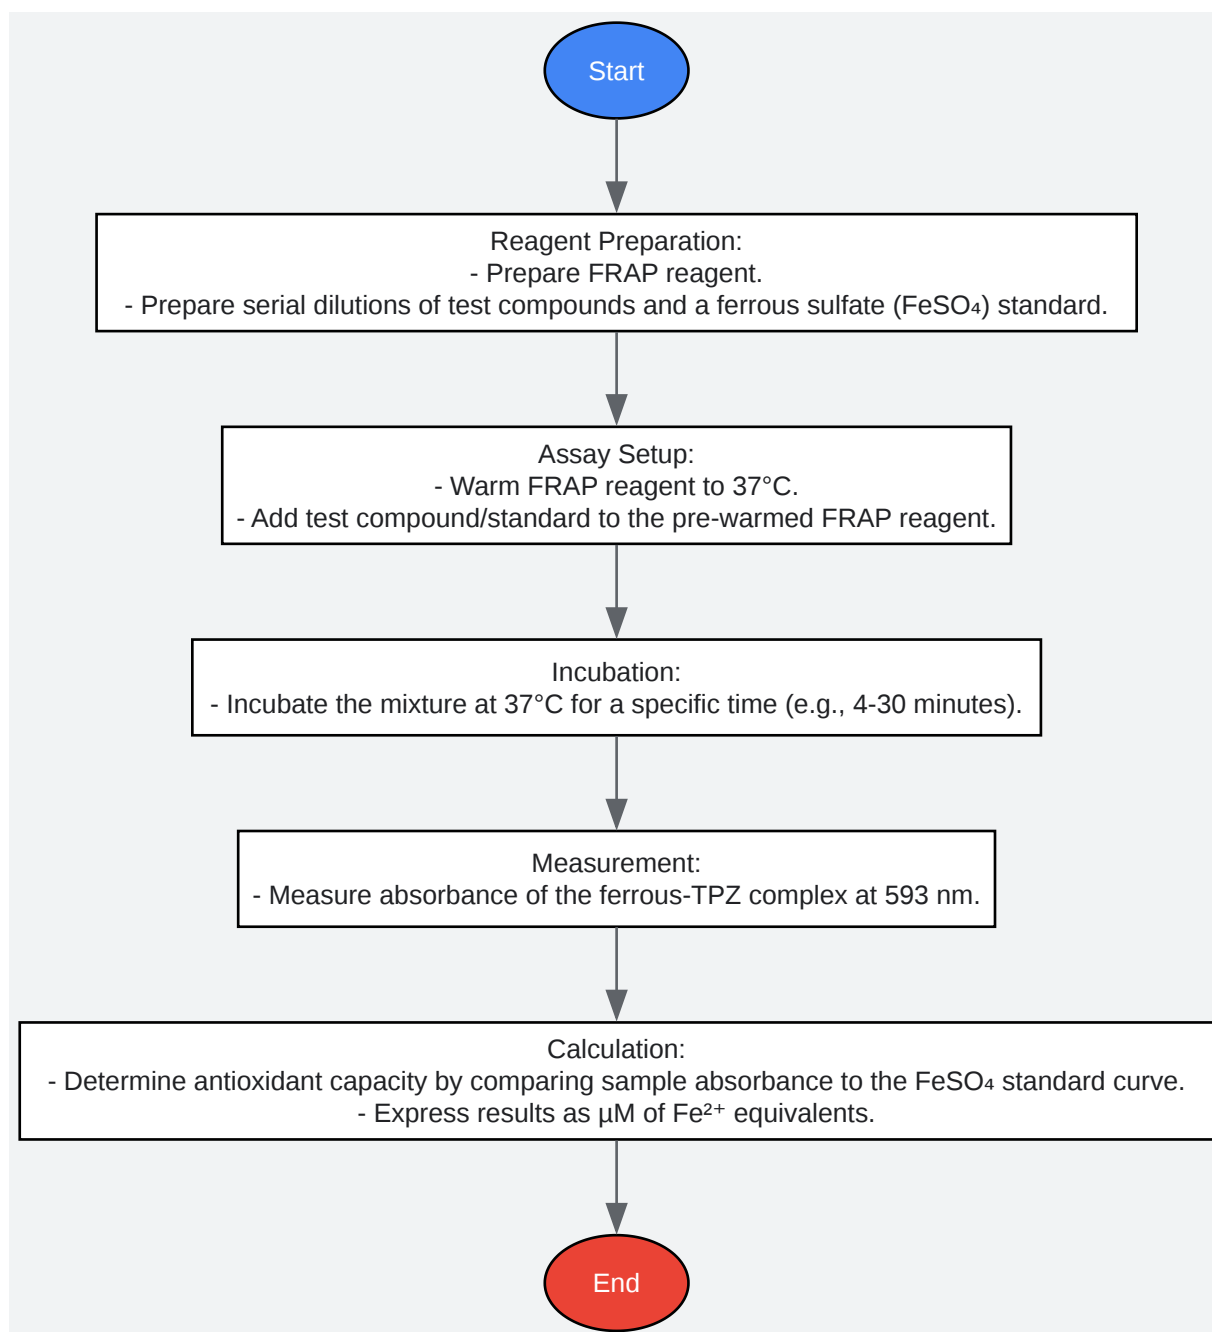 Start
Reagent Preparation:
- Prepare FRAP reagent.
- Prepare serial dilutions of test compounds and a ferrous sulfate (FeSO₄) standard.
Assay Setup:
- Warm FRAP reagent to 37°C.
- Add test compound/standard to the pre-warmed FRAP reagent.
Incubation:
- Incubate the mixture at 37°C for a specific time (e.g., 4-30 minutes).
Measurement:
- Measure absorbance of the ferrous-TPZ complex at 593 nm.
Calculation:
- Determine antioxidant capacity by comparing sample absorbance to the FeSO₄ standard curve.
- Express results as µM of Fe²⁺ equivalents.
End